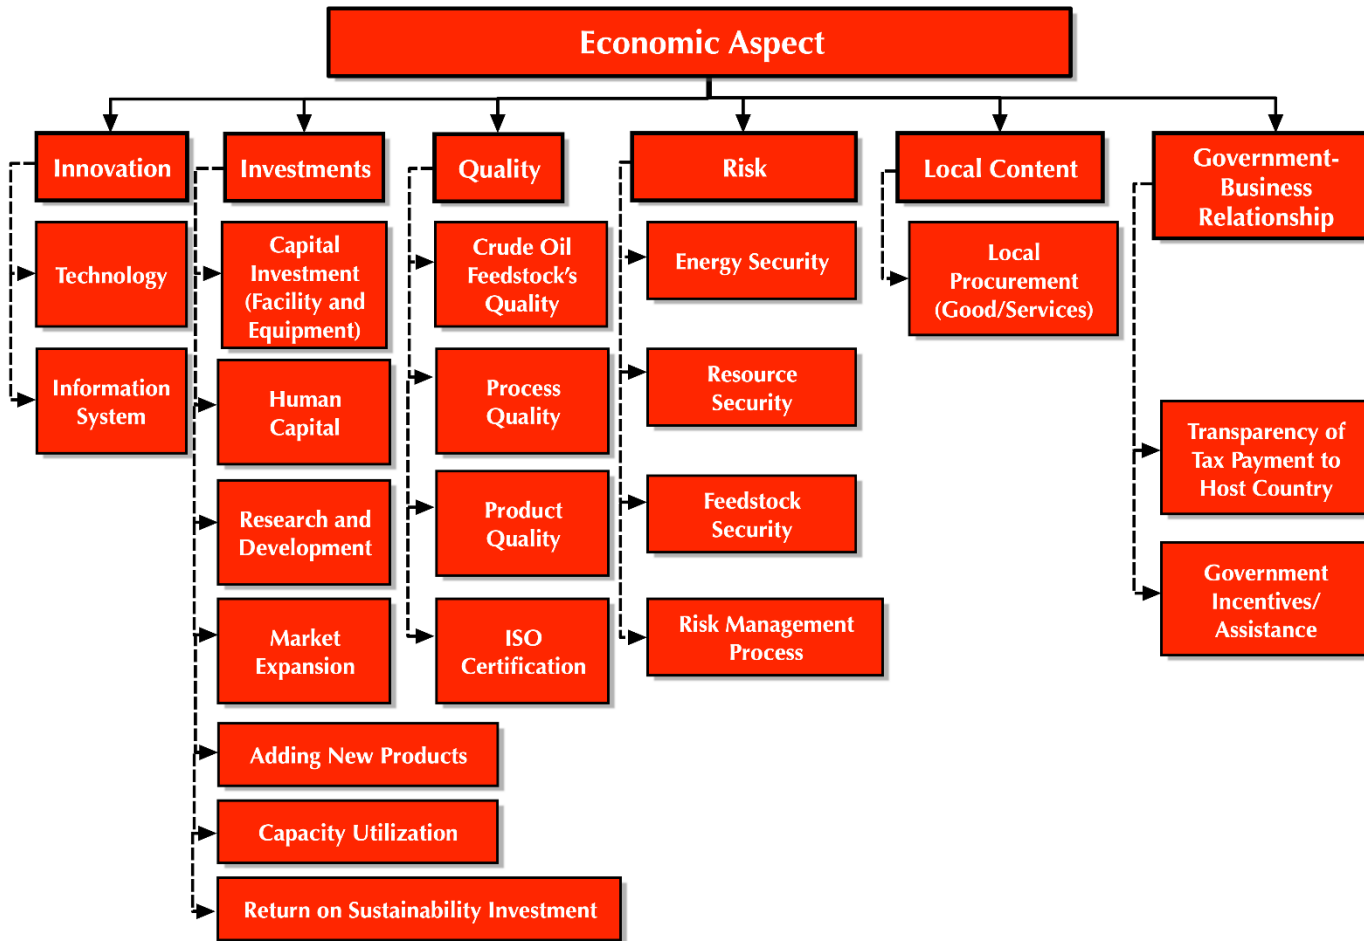 Economic Aspect
Innovation
Technology
Information
System
Investments
Capital
Investment
(Facility and
Equipment)
Human
Capital
Research and
Development
Market
Expansion
Adding New Products
Capacity Utilization
Return on Sustainability Investment
Quality
Crude Oil
Feedstock's
Quality
Process
Quality
Product
Quality
ISO
Certification
Risk
Energy Security
Resource
Security
Feedstock
Security
Risk Management
Process
Local Content
Local
Procurement
(Good/Services)
Government-
Business
Relationship
Transparency of
Tax Payment to
Host Country
Government
Incentives/
Assistance